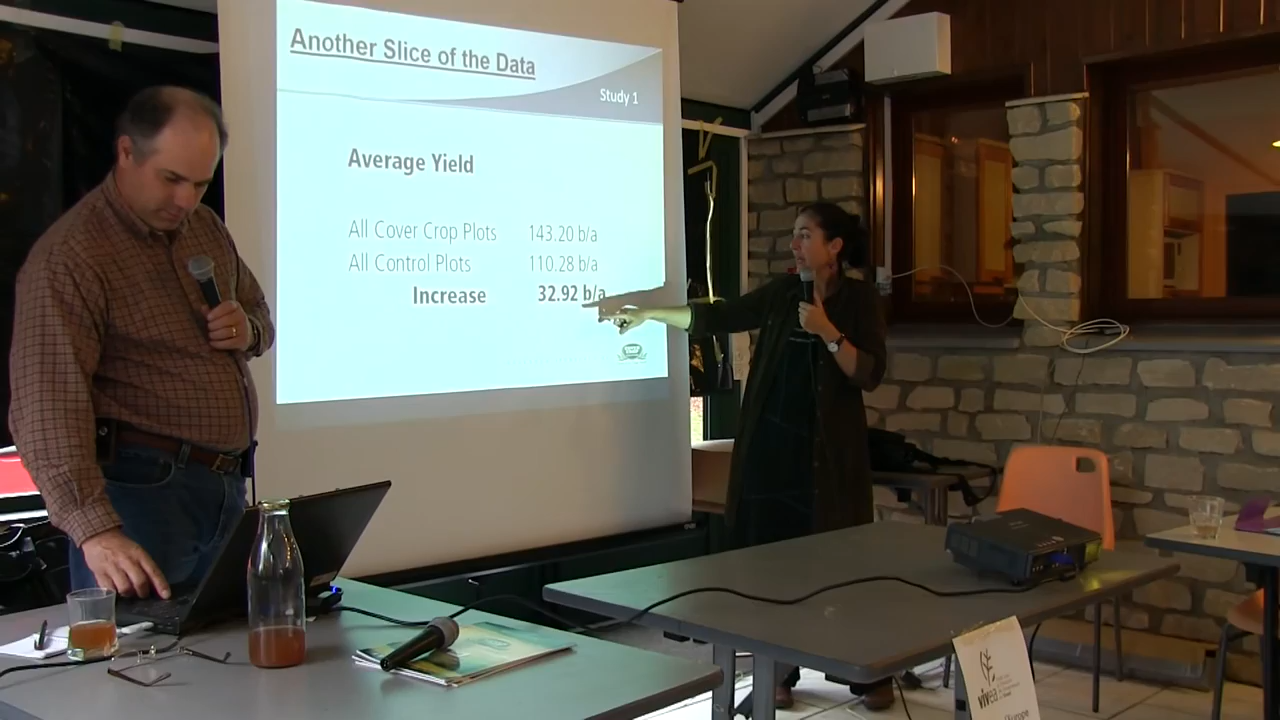 Another Slice of the Data
Study 1
Average Yield
All Cover Crop Plots 143.20 b/a
All Control Plots 110.28 b/a
Increase 32.92 b/a
vivea